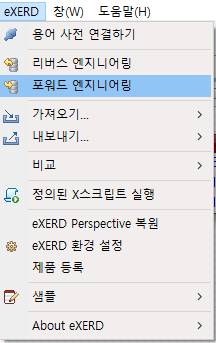 eXERD 창(W) 도움말(H)
용어 사전 연결하기
리버스 엔지니어링
포워드 엔지니어링
가져오기...
내보내기...
비교
정의된 X스크립트 실행
eXERD Perspective 복원
eXERD 환경 설정
제품 등록
샘플
About eXERD